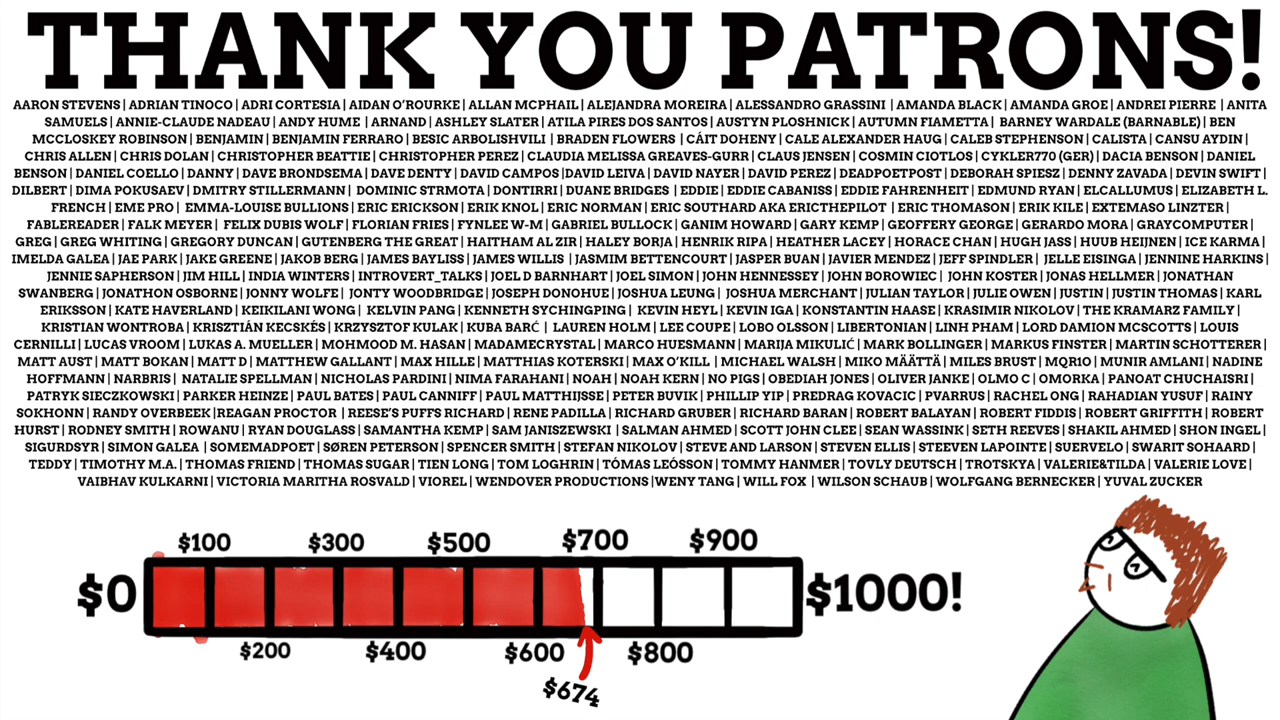 THANK YOU PATRONS!
AARON STEVENS | ADRIAN TINOCO | ADRI CORTESIA | AIDAN O'ROURKE | ALLAN MCPHAIL | ALEJANDRA MOREIRA | ALESSANDRO GRASSINI | AMANDA BLACK | AMANDA GROE | ANDREI PIERRE | ANITA
SAMUELS | ANNIE-CLAUDE NADEAU | ANDY HUME | ARNAND | ASHLEY SLATER | ATILA PIRES DOS SANTOS | AUSTYN PLOSHNICK | AUTUMN FIAMETTA | BARNEY WARDALE (BARNABLE) | BEN
MCCLOSKEY ROBINSON | BENJAMIN | BENJAMIN FERRARO | BESIC ARBOLISHVILI | BRADEN FLOWERS | CÁIT DOHENY | CALE ALEXANDER HAUG | CALEB STEPHENSON | CALISTA | CANSU AYDIN |
CHRIS ALLEN | CHRIS DOLAN | CHRISTOPHER BEATTIE | CHRISTOPHER PEREZ | CLAUDIA MELISSA GREAVES-GURR | CLAUS JENSEN | COSMIN CIOTLOS | CYKLER770 (GER) | DACIA BENSON | DANIEL
BENSON | DANIEL COELLO | DANNY | DAVE BRONDSEMA | DAVE DENTY | DAVID CAMPOS |DAVID LEIVA | DAVID NAYER | DAVID PEREZ | DEADPOETPOST | DEBORAH SPIESZ | DENNY ZAVADA | DEVIN SWIFT |
DILBERT | DIMA POKUSAEV | DMITRY STILLERMANN | DOMINIC STRMOTA | DONTIRRI | DUANE BRIDGES | EDDIE | EDDIE CABANISS | EDDIE FAHRENHEIT | EDMUND RYAN | ELCALLUMUS | ELIZABETH L.
FRENCH | EME PRO | EMMA-LOUISE BULLIONS | ERIC ERICKSON | ERIK KNOL | ERIC NORMAN | ERIC SOUTHARD AKA ERICTHEPILOT | ERIC THOMASON | ERIK KILE | EXTEMASO LINZTER |
FABLEREADER | FALK MEYER | FELIX DUBIS WOLF | FLORIAN FRIES | FYNLEE W-M | GABRIEL BULLOCK | GANIM HOWARD | GARY KEMP | GEOFFERY GEORGE | GERARDO MORA | GRAYCOMPUTER |
GREG | GREG WHITING | GREGORY DUNCAN | GUTENBERG THE GREAT | HAITHAM AL ZIR | HALEY BORJA | HENRIK RIPA | HEATHER LACEY | HORACE CHAN | HUGH JASS | HUUB HEIJNEN | ICE KARMA |
IMELDA GALEA | JAE PARK | JAKE GREENE | JAKOB BERG | JAMES BAYLISS | JAMES WILLIS | JASMIM BETTENCOURT | JASPER BUAN | JAVIER MENDEZ | JEFF SPINDLER | JELLE EISINGA | JENNINE HARKINS |
JENNIE SAPHERSON | JIM HILL | INDIA WINTERS | INTROVERT_TALKS | JOEL D BARNHART | JOEL SIMON | JOHN HENNESSEY | JOHN BOROWIEC | JOHN KOSTER | JONAS HELLMER | JONATHAN
SWANBERG | JONATHON OSBORNE | JONNY WOLFE | JONTY WOODBRIDGE | JOSEPH DONOHUE | JOSHUA LEUNG | JOSHUA MERCHANT | JULIAN TAYLOR | JULIE OWEN | JUSTIN | JUSTIN THOMAS | KARL
ERIKSSON | KATE HAVERLAND | KEIKILANI WONG | KELVIN PANG | KENNETH SYCHINGPING | KEVIN HEYL | KEVIN IGA | KONSTANTIN HAASE | KRASIMIR NIKOLOV | THE KRAMARZ FAMILY |
KRISTIAN WONTROBA | KRISZTIÁN KECSKÉS | KRZYSZTOF KULAK | KUBA BARĆ | LAUREN HOLM | LEE COUPE | LOBO OLSSON | LIBERTONIAN | LINH PHAM | LORD DAMION MCSCOTTS | LOUIS
CERNILLI | LUCAS VROOM | LUKAS A. MUELLER | MOHMOOD M. HASAN | MADAMECRYSTAL | MARCO HUESMANN | MARIJA MIKULIĆ | MARK BOLLINGER | MARKUS FINSTER | MARTIN SCHOTTERER |
MATT AUST | MATT BOKAN | MATT D | MATTHEW GALLANT | MAX HILLE | MATTHIAS KOTERSKI | MAX O'KILL | MICHAEL WALSH | MIKO MÄÄTTÄ | MILES BRUST | MQR1O | MUNIR AMLANI | NADINE
HOFFMANN | NARBRIS | NATALIE SPELLMAN | NICHOLAS PARDINI | NIMA FARAHANI | NOAH | NOAH KERN | NO PIGS | OBEDIAH JONES | OLIVER JANKE | OLMO C | OMORKA | PANOAT CHUCHAISRI |
PATRYK SIECZKOWSKI | PARKER HEINZE | PAUL BATES | PAUL CANNIFF | PAUL MATTHIJSSE | PETER BUVIK | PHILLIP YIP | PREDRAG KOVACIC | PVARRUS | RACHEL ONG | RAHADIAN YUSUF | RAINY
SOKHONN | RANDY OVERBEEK |REAGAN PROCTOR | REESE'S PUFFS RICHARD | RENE PADILLA | RICHARD GRUBER | RICHARD BARAN | ROBERT BALAYAN | ROBERT FIDDIS | ROBERT GRIFFITH | ROBERT
HURST | RODNEY SMITH | ROWANU | RYAN DOUGLASS | SAMANTHA KEMP | SAM JANISZEWSKI | SALMAN AHMED | SCOTT JOHN CLEE | SEAN WASSINK | SETH REEVES | SHAKIL AHMED | SHON INGEL |
SIGURDSYR | SIMON GALEA | SOMEMADPOET | SØREN PETERSON | SPENCER SMITH | STEFAN NIKOLOV | STEVE AND LARSON | STEVEN ELLIS | STEEVEN LAPOINTE | SUERVELO | SWARIT SOHAARD |
TEDDY | TIMOTHY M.A. | THOMAS FRIEND | THOMAS SUGAR | TIEN LONG | TOM LOGHRIN | TÓMAS LEÓSSON | TOMMY HANMER | TOVLY DEUTSCH | TROTSKYA | VALERIE&TILDA | VALERIE LOVE |
VAIBHAV KULKARNI | VICTORIA MARITHA ROSVALD | VIOREL | WENDOVER PRODUCTIONS |WENY TANG | WILL FOX | WILSON SCHAUB | WOLFGANG BERNECKER | YUVAL ZUCKER
$100 $300 $500 $700 $900
$0 $1000!
$200 $400 $600 $800
$674